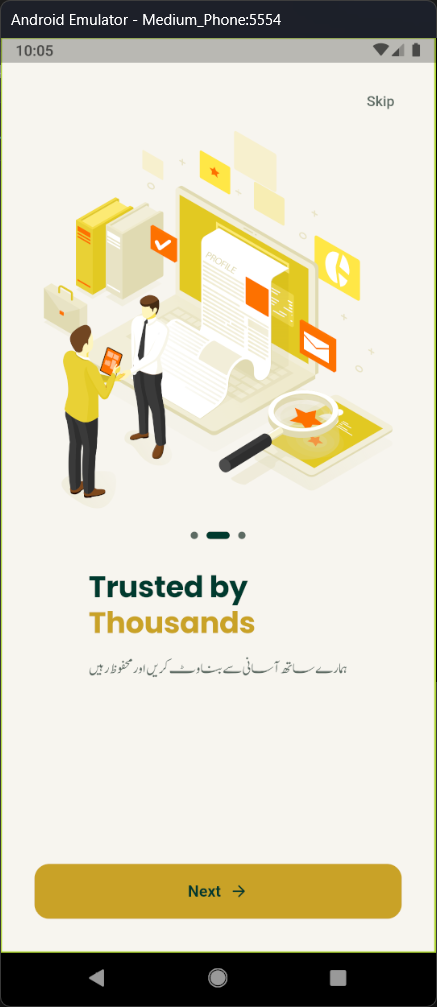 Android Emulator - Medium_Phone:5554
10:05
Skip
PROFILE
Trusted by
Thousands
ہمارے ساتھ آسانی سے بناوٹ کریں اور محفوظ رہیں
Next